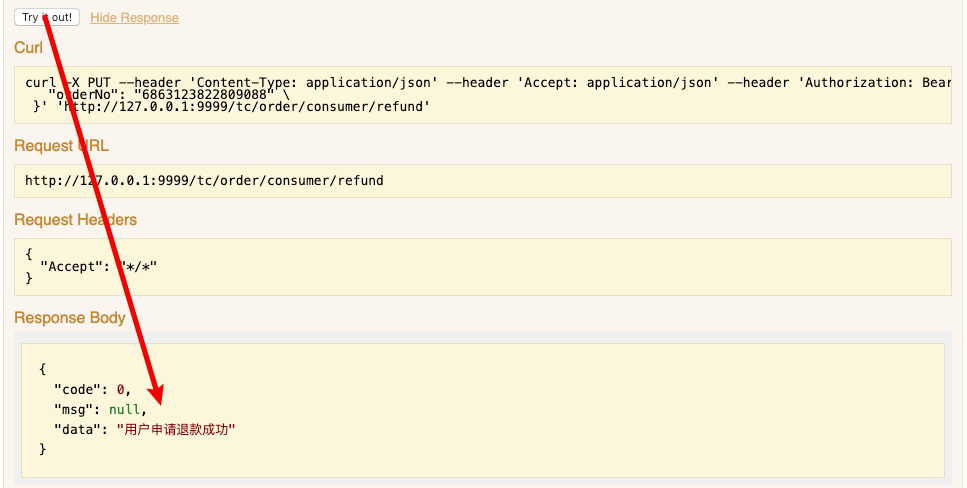 Try it out! Hide Response
Curl
curl -X PUT --header 'Content-Type: application/json' --header 'Accept: application/json' --header 'Authorization: Bear
"orderNo": "6863123822809088" \
}' 'http://127.0.0.1:9999/tc/order/consumer/refund'
Request URL
http://127.0.0.1:9999/tc/order/consumer/refund
Request Headers
{
"Accept": "*/*"
}
Response Body
{
"code": 0,
"msg": null,
"data": "用户申请退款成功"
}